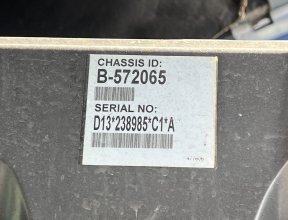 CHASSIS ID:
B-572065
SERIAL NO:
D13*238985*C1*A